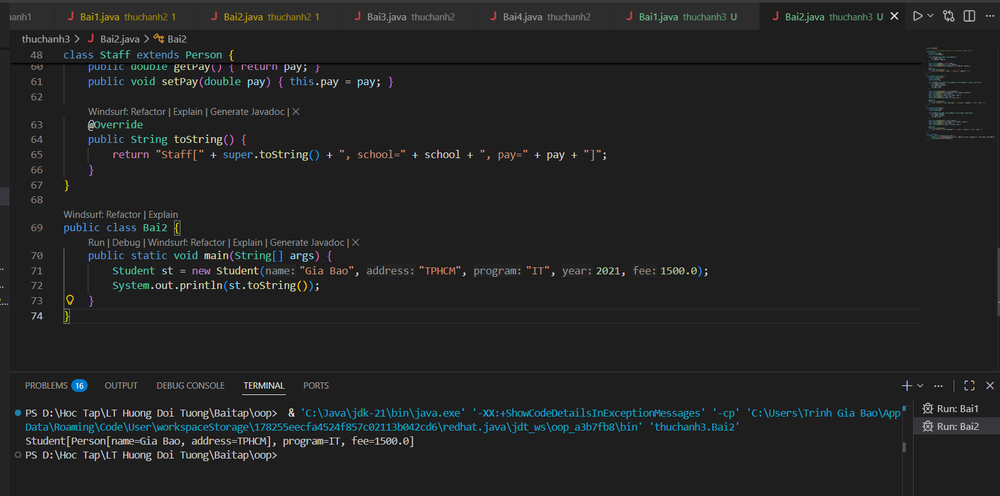 hanh1
Bai1.java thuchanh2 1
Bai2.java thuchanh2 1
Bai3.java thuchanh2
Bai4.java thuchanh2
Bai1.java thuchanh3 U
Bai2.java thuchanh3 U
thuchanh3 > Bai2.java > Bai2
48 class Staff extends Person {
60 public double getPay() { return pay; }
61 public void setPay(double pay) { this.pay = pay; }
62
Windsurf: Refactor | Explain | Generate Javadoc | ×
63 @Override
64 public String toString() {
65 return "Staff[" + super.toString() + ", school=" + school + ", pay=" + pay + "]";
66 }
67 }
68
Windsurf: Refactor | Explain
69 public class Bai2 {
Run | Debug | Windsurf: Refactor | Explain | Generate Javadoc | ×
70 public static void main(String[] args) {
71 Student st = new Student(name: "Gia Bao", address: "TPHCM", program: "IT", year: 2021, fee: 1500.0);
72 System.out.println(st.toString());
73 }
74 }
PROBLEMS 16 OUTPUT DEBUG CONSOLE TERMINAL PORTS
PS D:\Hoc Tap\LT Huong Doi Tuong\Baitap\oop> & 'C:\Java\jdk-21\bin\java.exe' '-XX:+ShowCodeDetailsInExceptionMessages' '-cp' 'C:\Users\Trinh Gia Bao\App
Data\Roaming\Code\User\workspaceStorage\178255eecfa4524f857c02113b042cd6\redhat.java\jdt_ws\oop_a3b7fb8\bin' 'thuchanh3.Bai2'
Student[Person[name=Gia Bao, address=TPHCM], program=IT, fee=1500.0]
PS D:\Hoc Tap\LT Huong Doi Tuong\Baitap\oop>
Run: Bai1
Run: Bai2